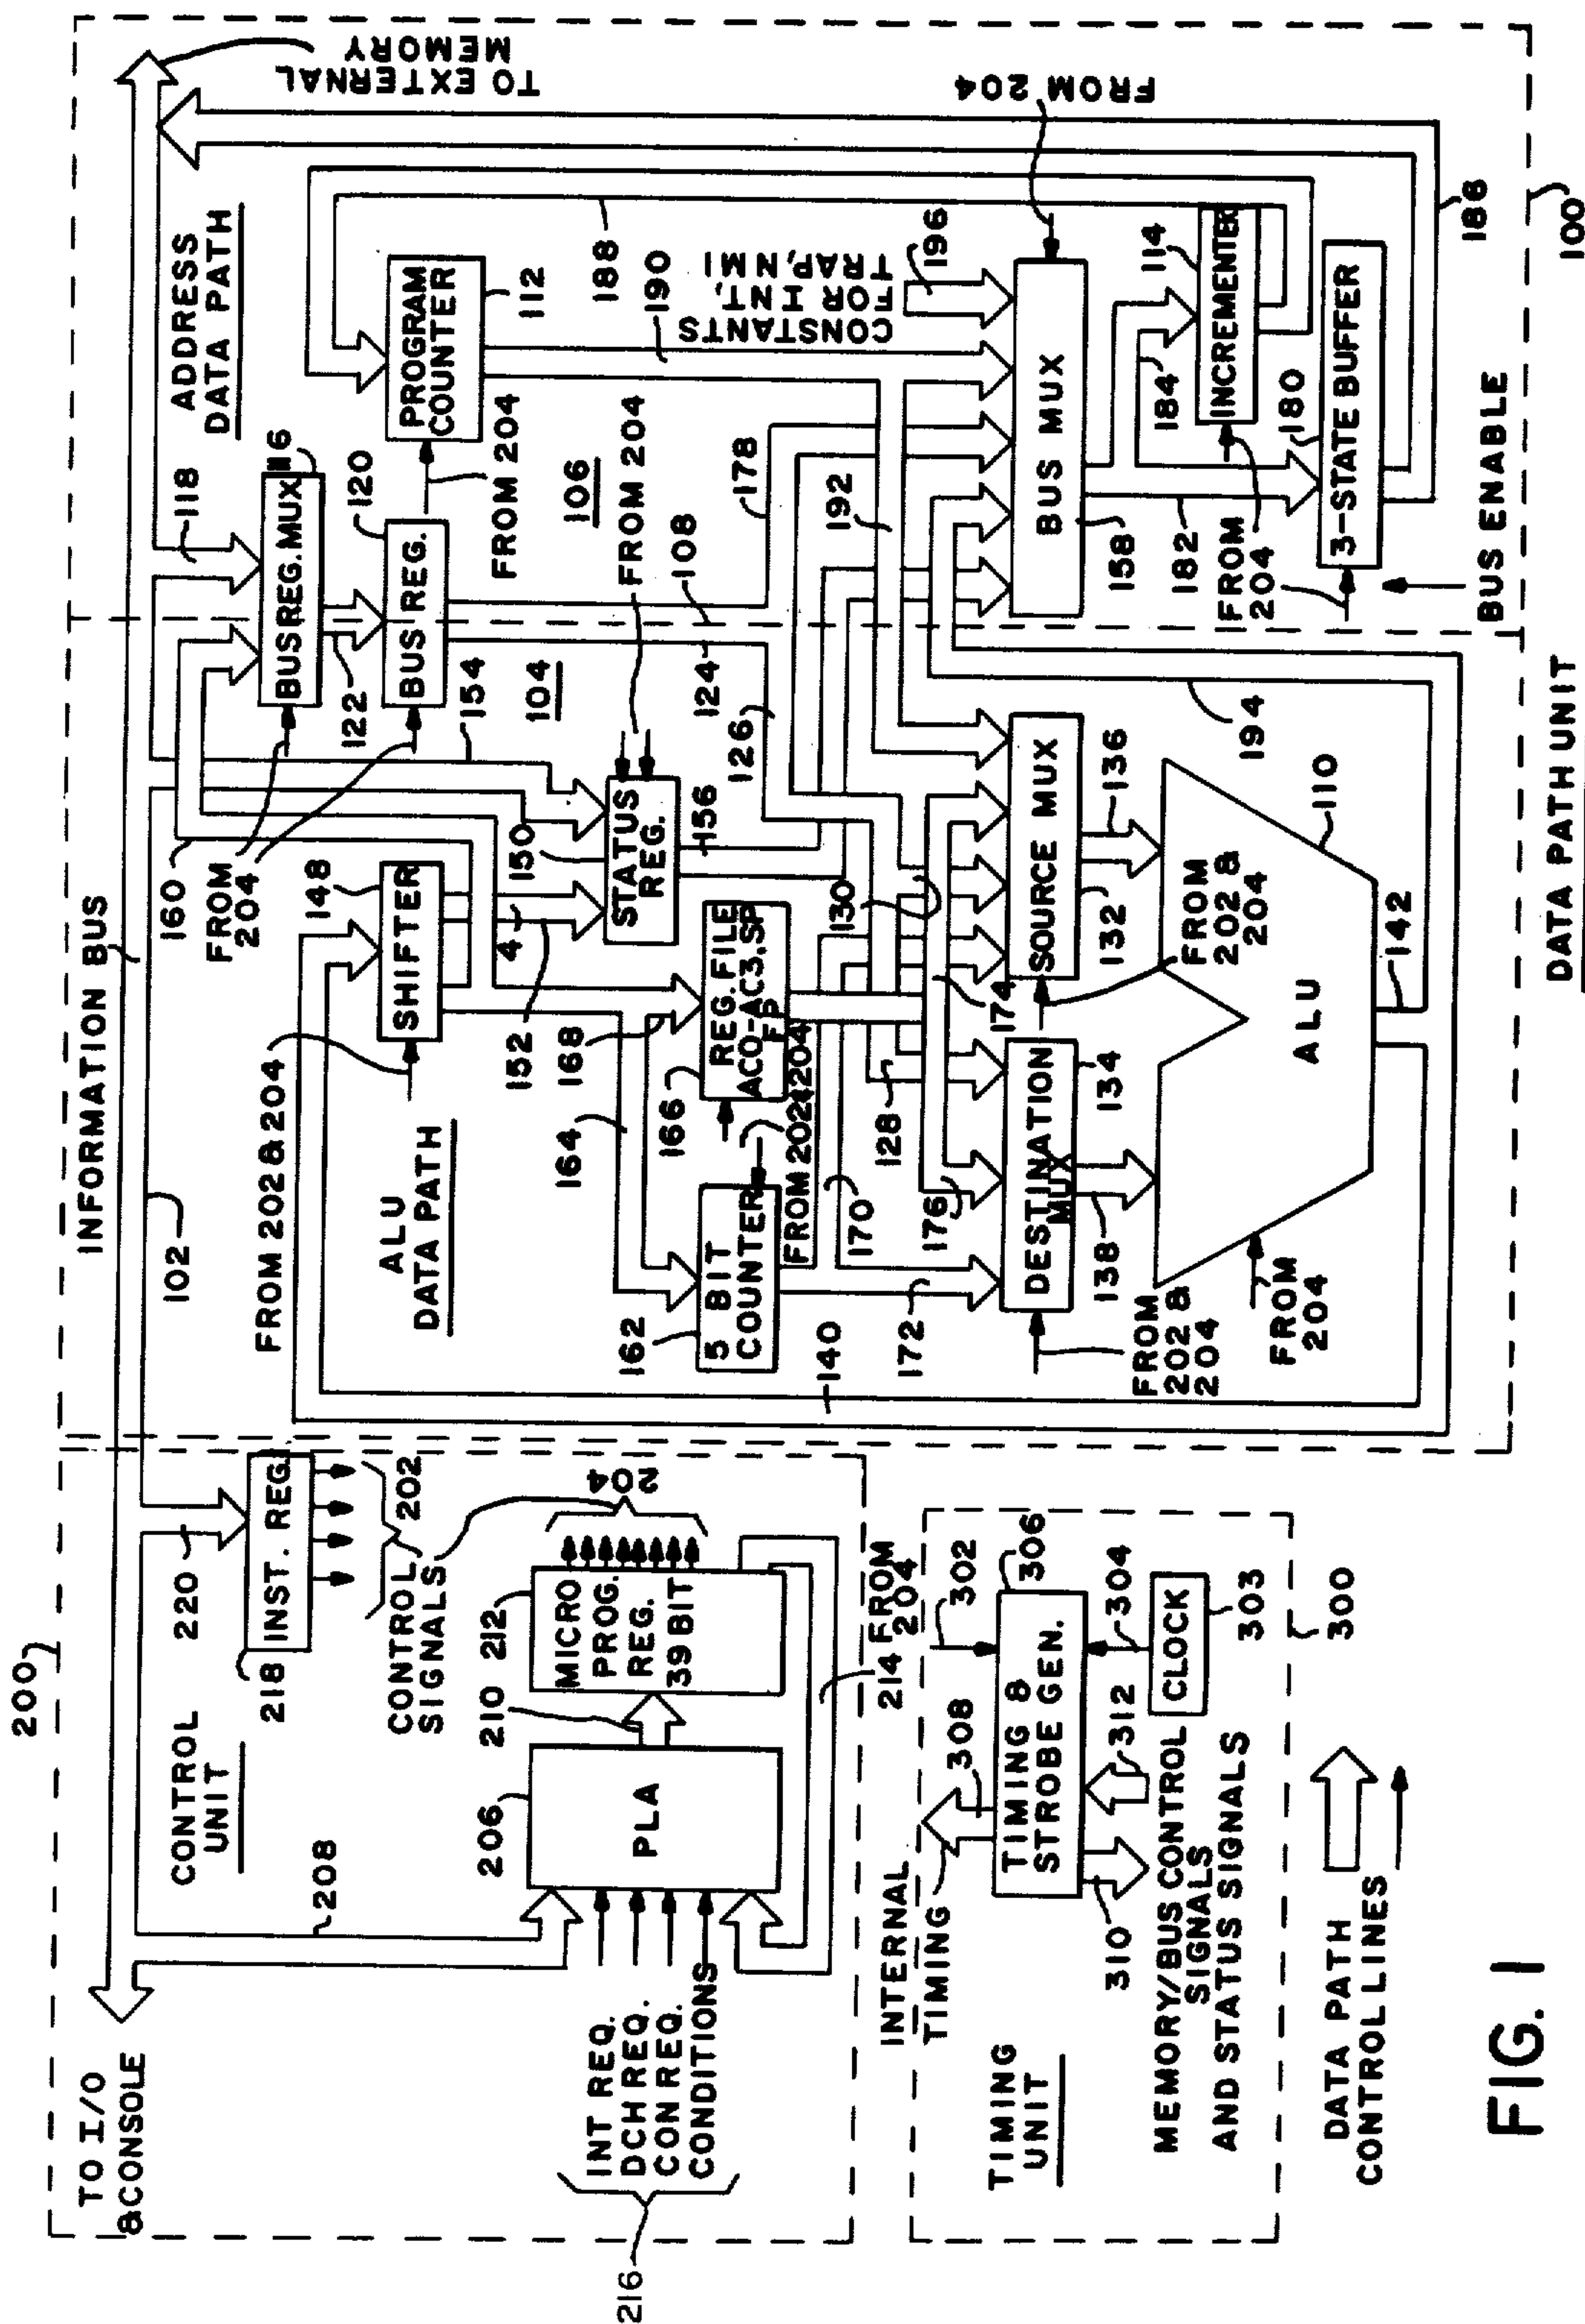 200
TO I/O
&CONSOLE
INFORMATION BUS
TO EXTERNAL
MEMORY
CONTROL
UNIT
208
220
218
INST. REG.
CONTROL
SIGNALS
202
204
206
PLA
210
212
MICRO
PROG.
REG.
39 BIT
214
216
INT REQ.
DCH REQ.
CON REQ.
CONDITIONS
102
FROM 202 & 204
ALU
DATA PATH
160
FROM
204
148
SHIFTER
4
152
150
STATUS
REG.
154
156
164
168
166
REG. FILE
AC0-AC3,SP
FP
162
5 BIT
COUNTER
FROM 202&204
170
172
140
128
130
174
176
DESTINATION
MUX
134
138
FROM
202 &
204
SOURCE MUX
132
136
FROM
202 &
204
FROM
204
ALU
110
142
194
118
BUS REG. MUX
116
122
BUS REG.
120
104
106
108
124
126
FROM 204
ADDRESS
DATA PATH
PROGRAM
COUNTER
112
FROM 204
178
192
188
190
CONSTANTS
FOR INT,
TRAP, NMI
196
FROM 204
BUS MUX
158
182
184
INCREMENTER
114
FROM
204
180
3-STATE BUFFER
BUS ENABLE
186
100
DATA PATH UNIT
INTERNAL
TIMING
FROM
204
302
308
306
TIMING &
STROBE GEN.
304
CLOCK
303
300
310
312
MEMORY/BUS CONTROL
SIGNALS
AND STATUS SIGNALS
TIMING
UNIT
DATA PATH
CONTROL LINES
FIG. 1